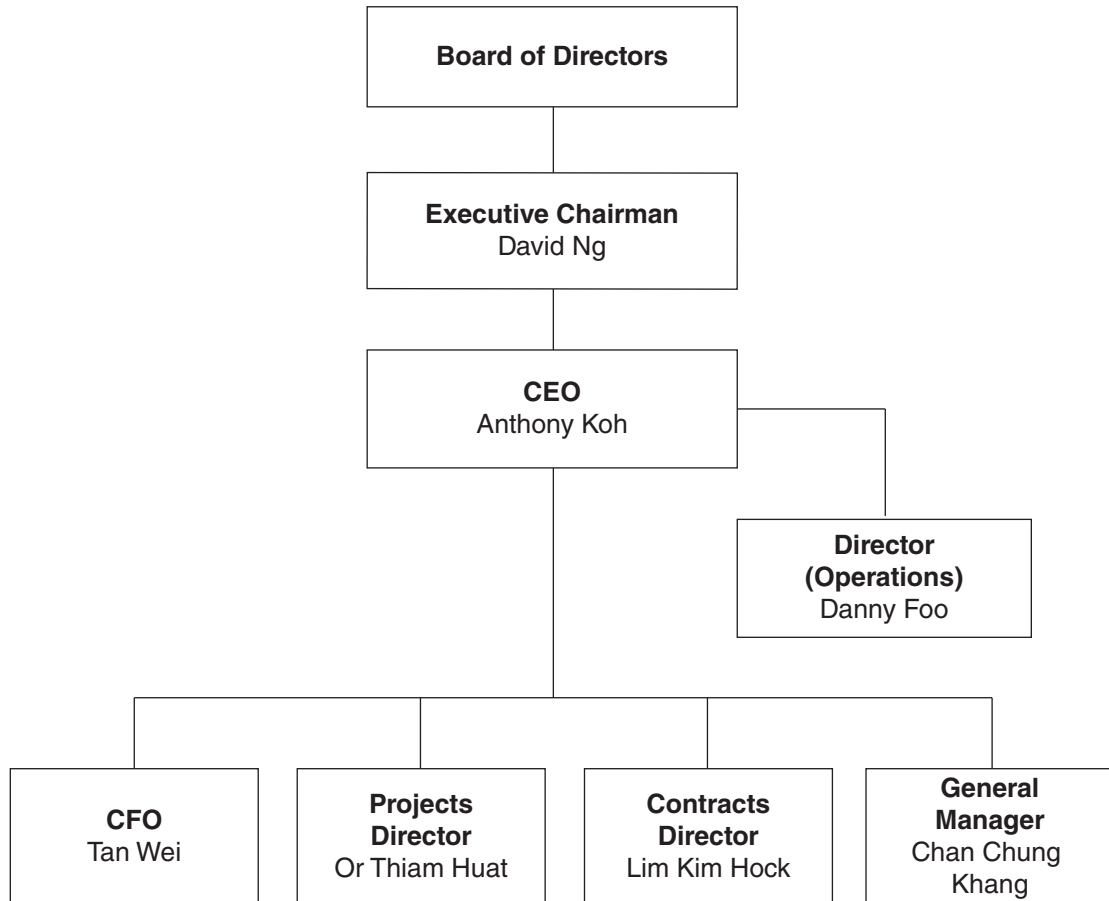 Board of Directors
Executive Chairman
David Ng
CEO
Anthony Koh
Director
(Operations)
Danny Foo
CFO
Tan Wei
Projects
Director
Or Thiam Huat
Contracts
Director
Lim Kim Hock
General
Manager
Chan Chung
Khang